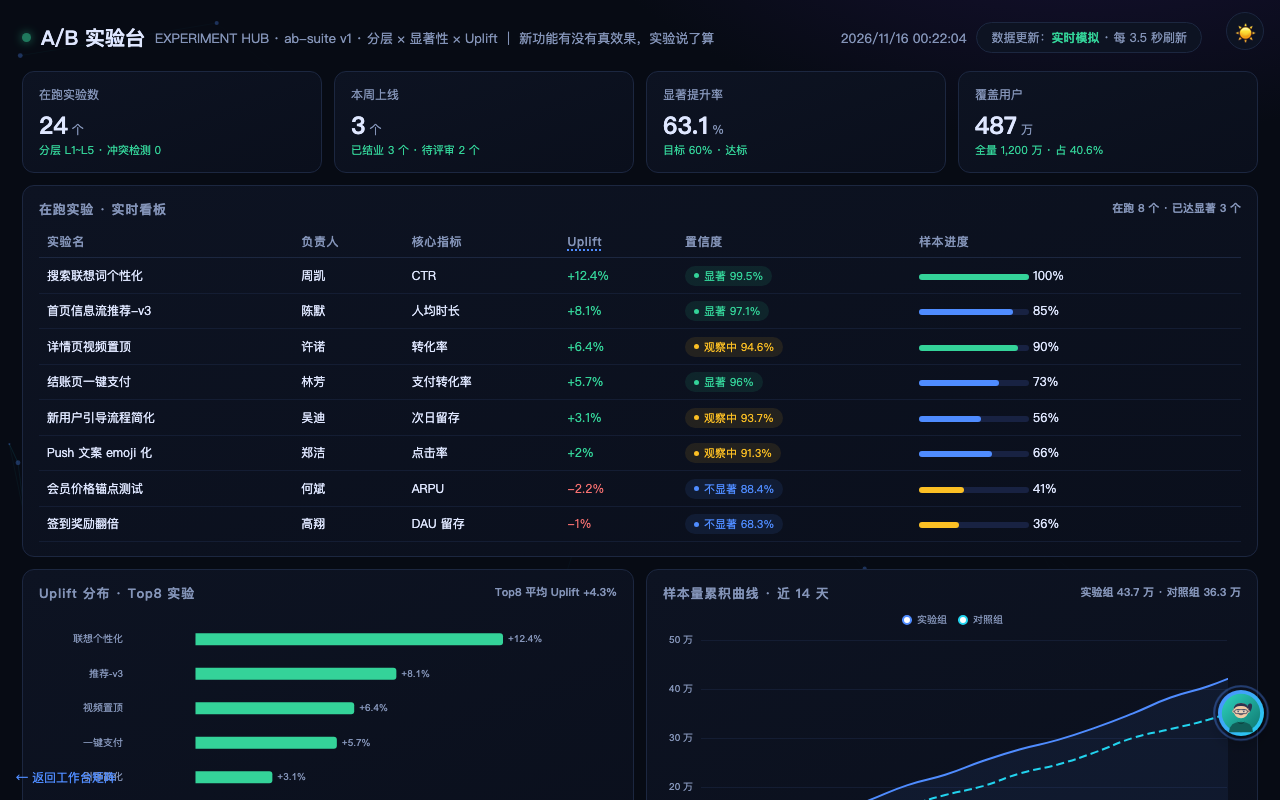 A/B 实验台 EXPERIMENT HUB · ab-suite v1 · 分层 × 显著性 × Uplift ｜ 新功能有没有真效果，实验说了算 2026/11/16 00:22:04 数据更新: 实时模拟 · 每 3.5 秒刷新
在跑实验数
24 个
分层 L1~L5 · 冲突检测 0
本周上线
3 个
已结业 3 个 · 待评审 2 个
显著提升率
63.1 %
目标 60% · 达标
覆盖用户
487 万
全量 1,200 万 · 占 40.6%
在跑实验 · 实时看板 在跑 8 个 · 已达显著 3 个
实验名 负责人 核心指标 Uplift 置信度 样本进度
搜索联想词个性化 周凯 CTR +12.4% 显著 99.5% 100%
首页信息流推荐-v3 陈默 人均时长 +8.1% 显著 97.1% 85%
详情页视频置顶 许诺 转化率 +6.4% 观察中 94.6% 90%
结账页一键支付 林芳 支付转化率 +5.7% 显著 96% 73%
新用户引导流程简化 吴迪 次日留存 +3.1% 观察中 93.7% 56%
Push 文案 emoji 化 郑洁 点击率 +2% 观察中 91.3% 66%
会员价格锚点测试 何斌 ARPU −2.2% 不显著 88.4% 41%
签到奖励翻倍 高翔 DAU 留存 −1% 不显著 68.3% 36%
Uplift 分布 · Top8 实验 Top8 平均 Uplift +4.3%
联想个性化 +12.4%
推荐-v3 +8.1%
视频置顶 +6.4%
一键支付 +5.7%
+3.1%
← 返回工作台
样本量累积曲线 · 近 14 天 实验组 43.7 万 · 对照组 36.3 万
实验组 对照组
50 万
40 万
30 万
20 万